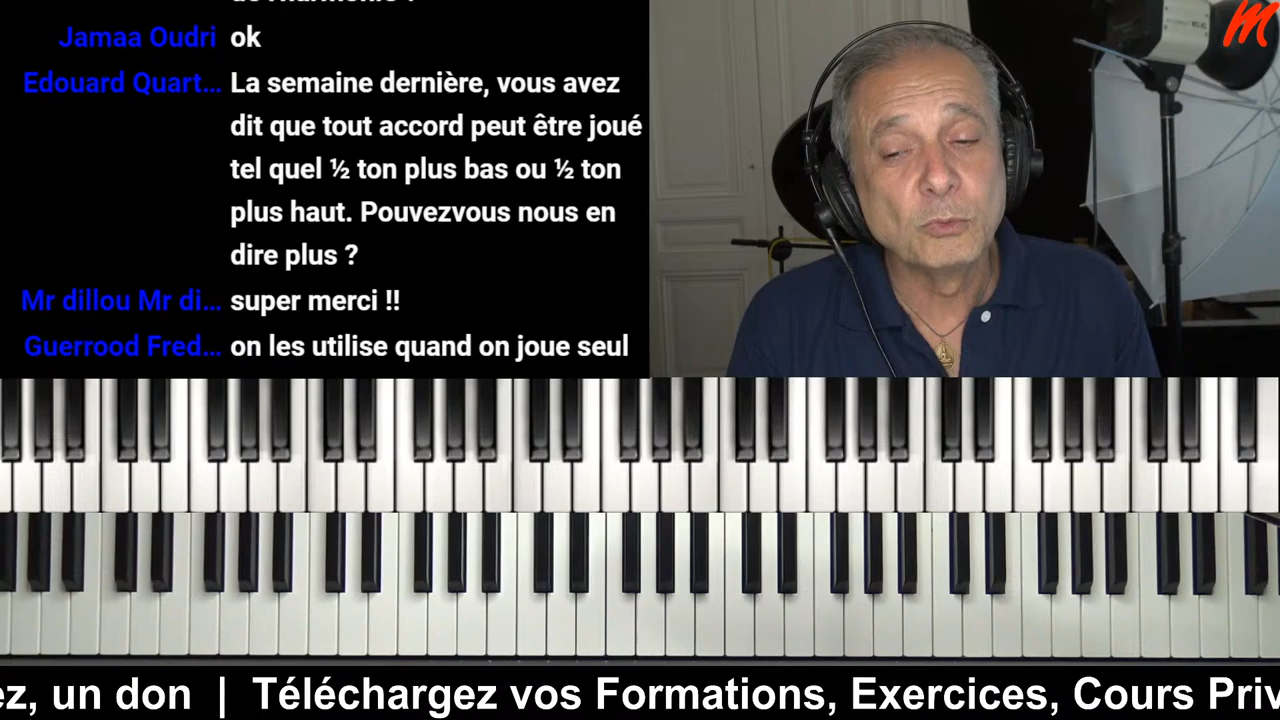 de l'harmonie ?
Jamaa Oudri ok
Edouard Quart... La semaine dernière, vous avez
dit que tout accord peut être joué
tel quel ½ ton plus bas ou ½ ton
plus haut. Pouvezvous nous en
dire plus ?
Mr dillou Mr di... super merci !!
Guerrood Fred... on les utilise quand on joue seul
ez, un don | Téléchargez vos Formations, Exercices, Cours Priv